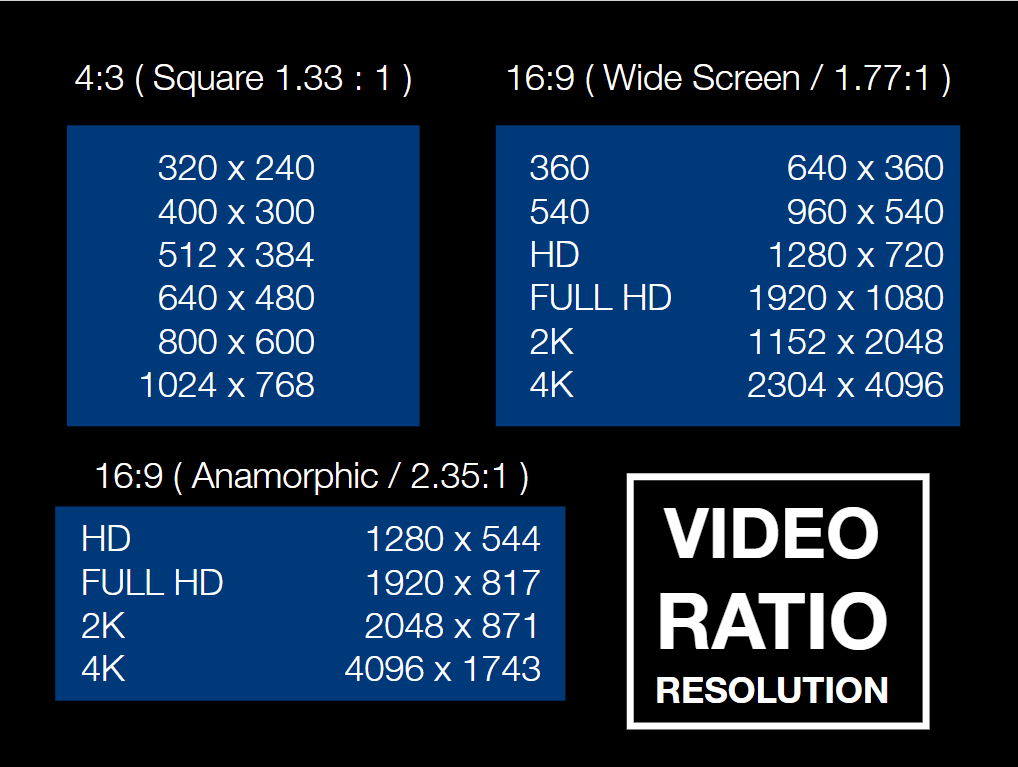 4:3 ( Square 1.33 : 1 )
320 x 240
400 x 300
512 x 384
640 x 480
800 x 600
1024 x 768
16:9 ( Wide Screen / 1.77:1 )
360 640 x 360
540 960 x 540
HD 1280 x 720
FULL HD 1920 x 1080
2K 1152 x 2048
4K 2304 x 4096
16:9 ( Anamorphic / 2.35:1 )
HD 1280 x 544
FULL HD 1920 x 817
2K 2048 x 871
4K 4096 x 1743
VIDEO
RATIO
RESOLUTION